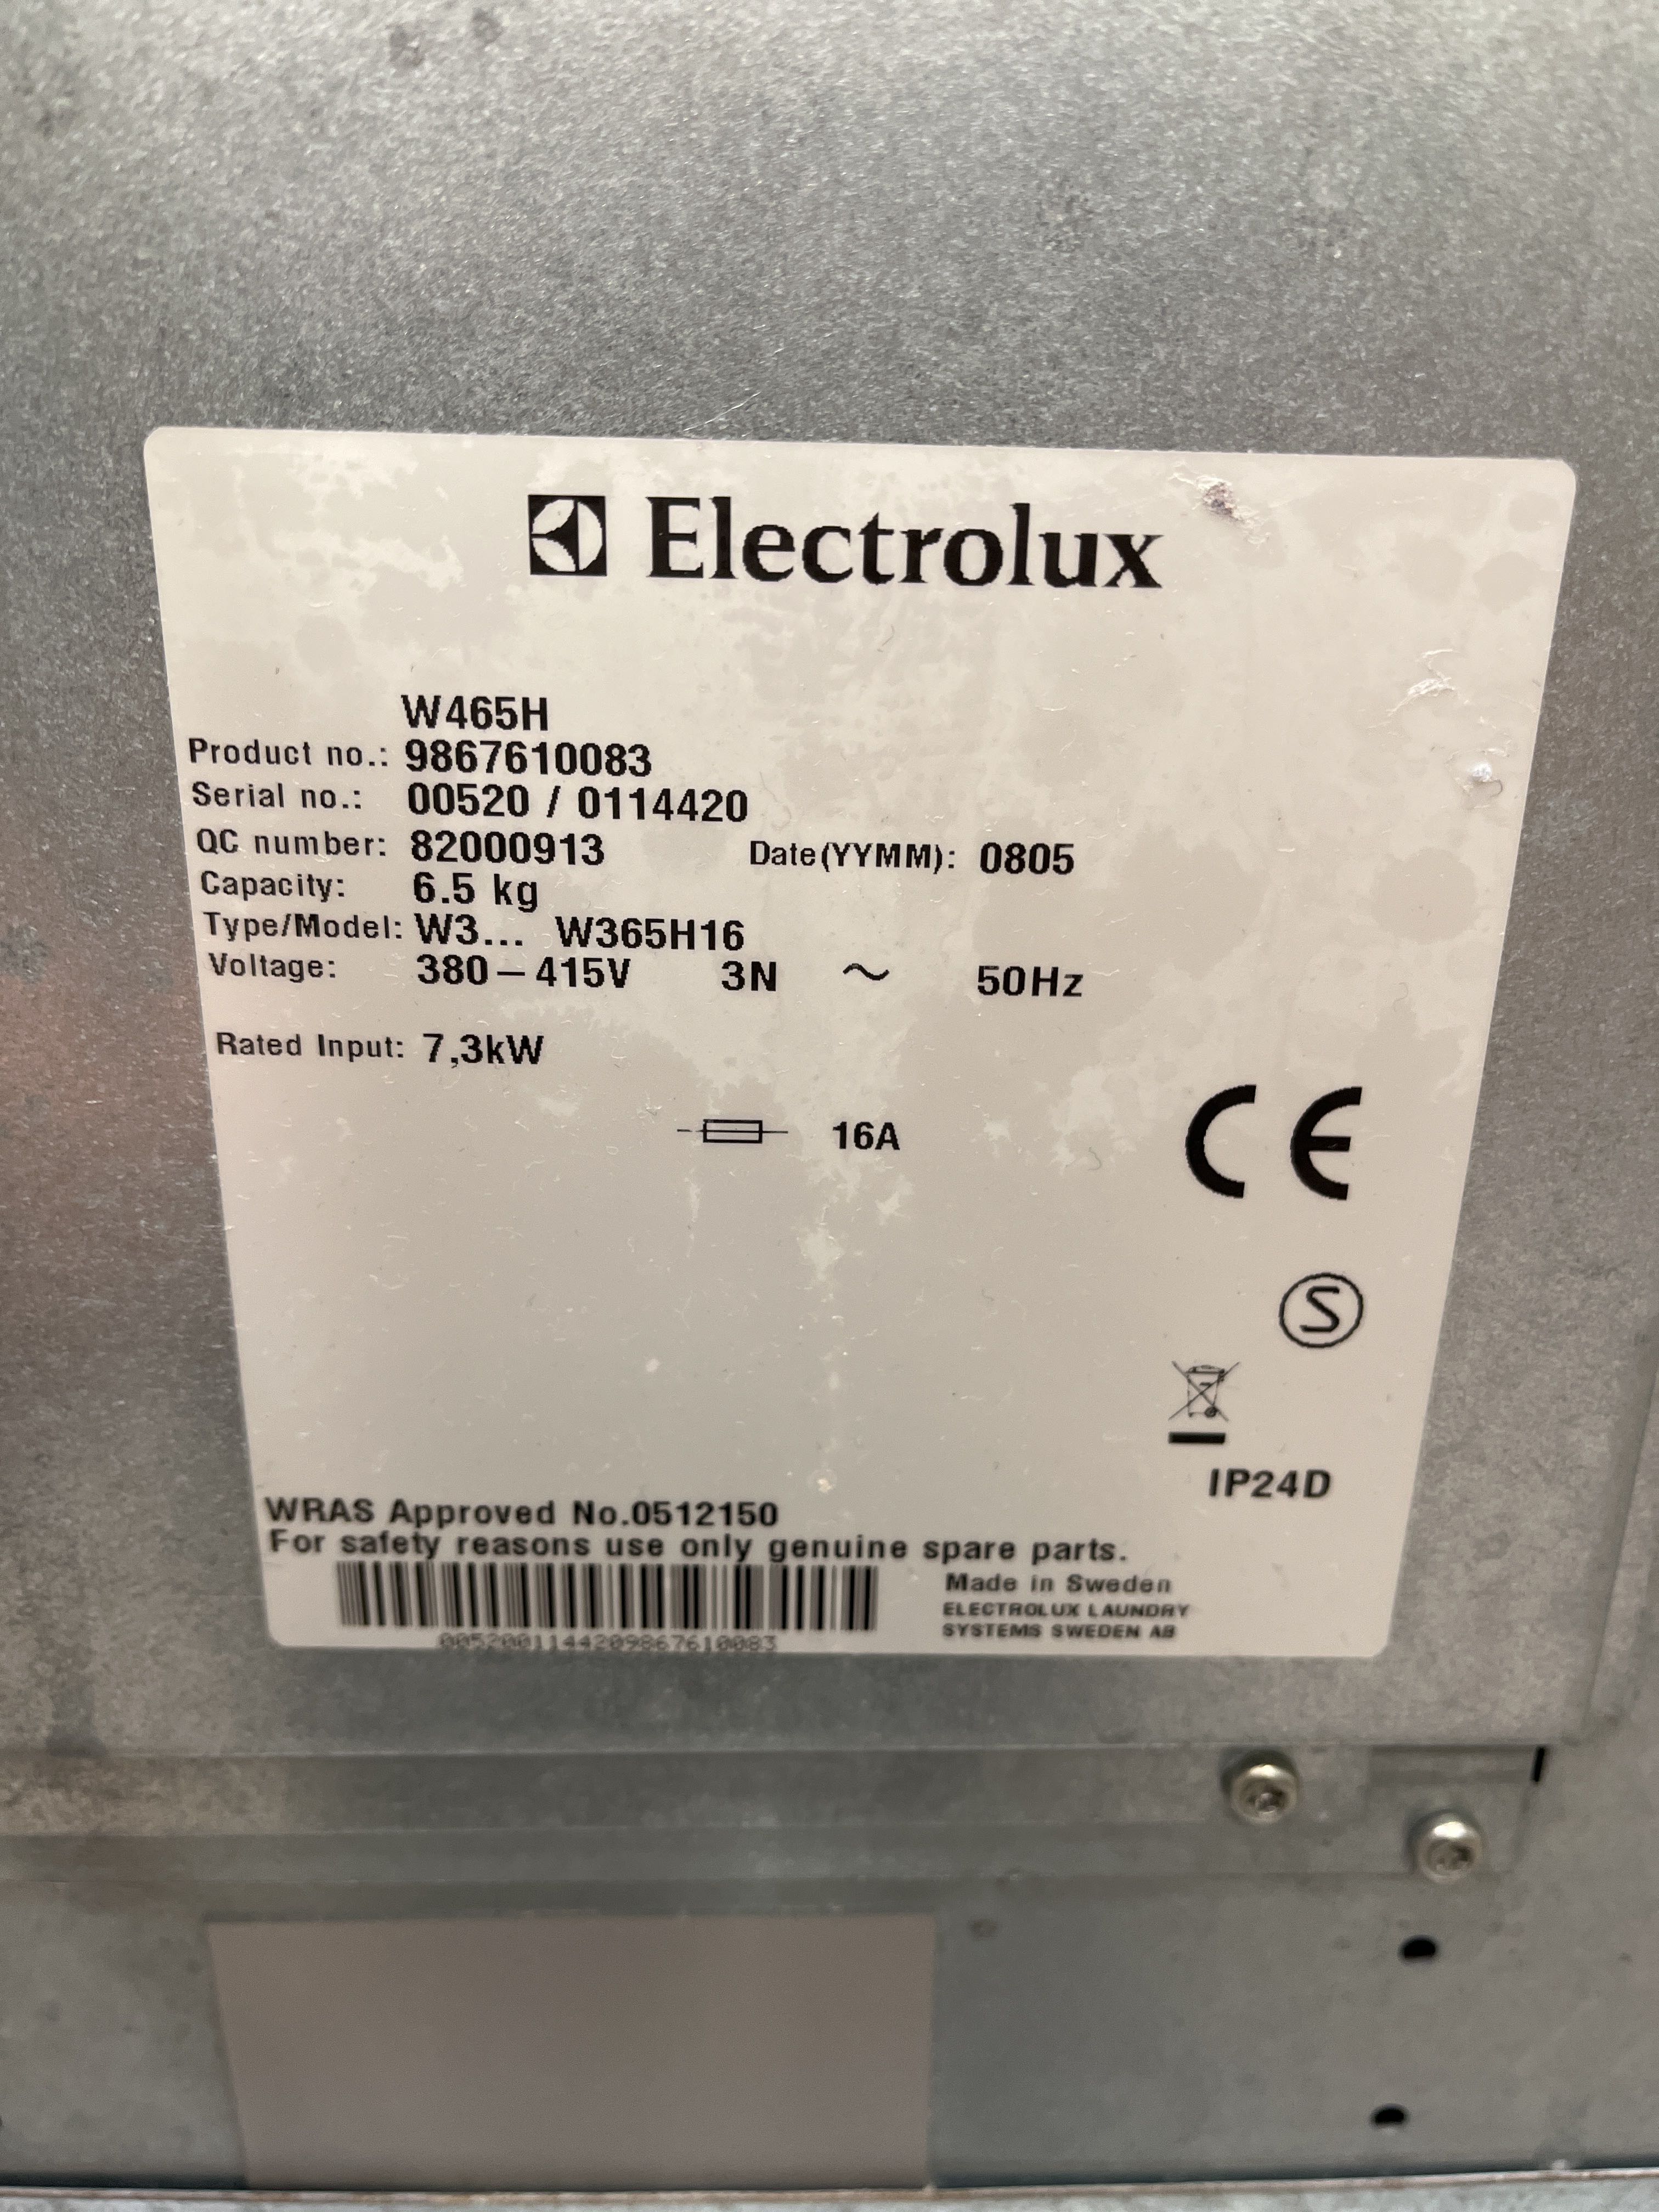 Electrolux
W465H
Product no.: 9867610083
Serial no.: 00520 / 0114420
QC number: 82000913 Date(YYMM): 0805
Capacity: 6.5 kg
Type/Model: W3... W365H16
Voltage: 380 – 415V 3N ~ 50Hz
Rated Input: 7,3kW
16A
CE
S
IP24D
WRAS Approved No.0512150
For safety reasons use only genuine spare parts.
Made in Sweden
ELECTROLUX LAUNDRY
SYSTEMS SWEDEN AB
0052001144209867610083